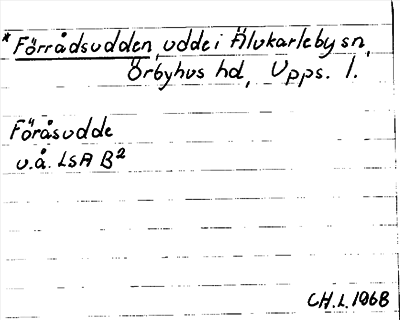 *Förrådsudden, udde i Älvkarleby sn,
Örbyhus hd, Upps. l.
Föråsudde
u.å. LSA B²
CH.L.1968